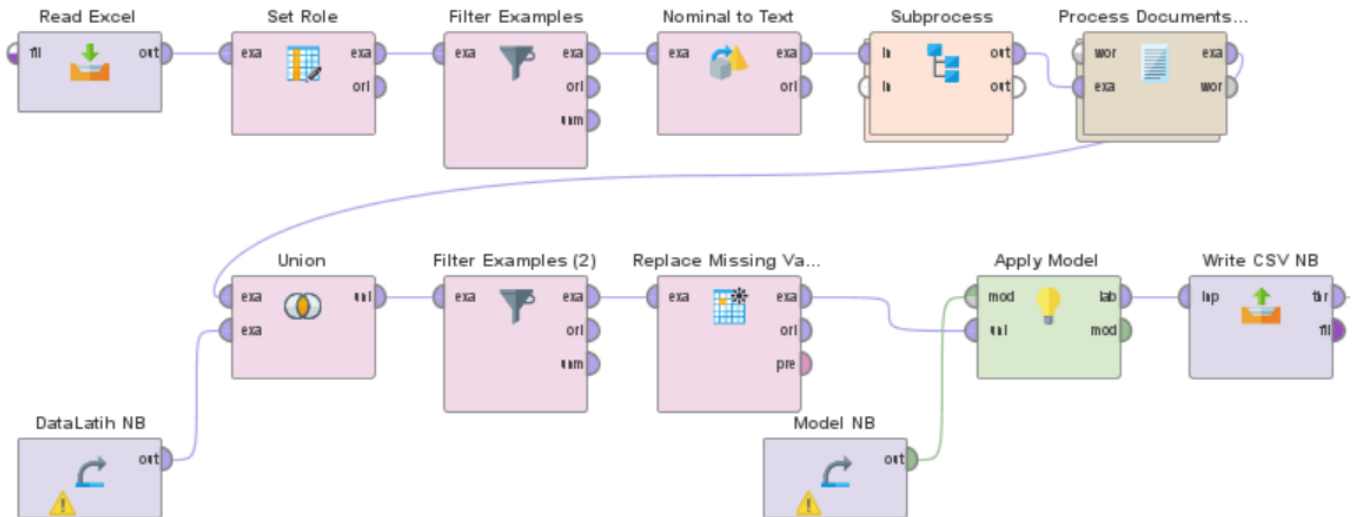 Read Excel
Set Role
Filter Examples
Nominal to Text
Subprocess
Process Documents...
fil
out
exa
exa
ori
exa
exa
ori
unm
exa
exa
ori
in
in
out
out
wor
exa
exa
wor
Union
Filter Examples (2)
Replace Missing Va...
Apply Model
Write CSV NB
exa
exa
uni
exa
exa
ori
unm
exa
exa
ori
pre
mod
unl
lab
mod
inp
thr
fil
DataLatih NB
out
Model NB
out